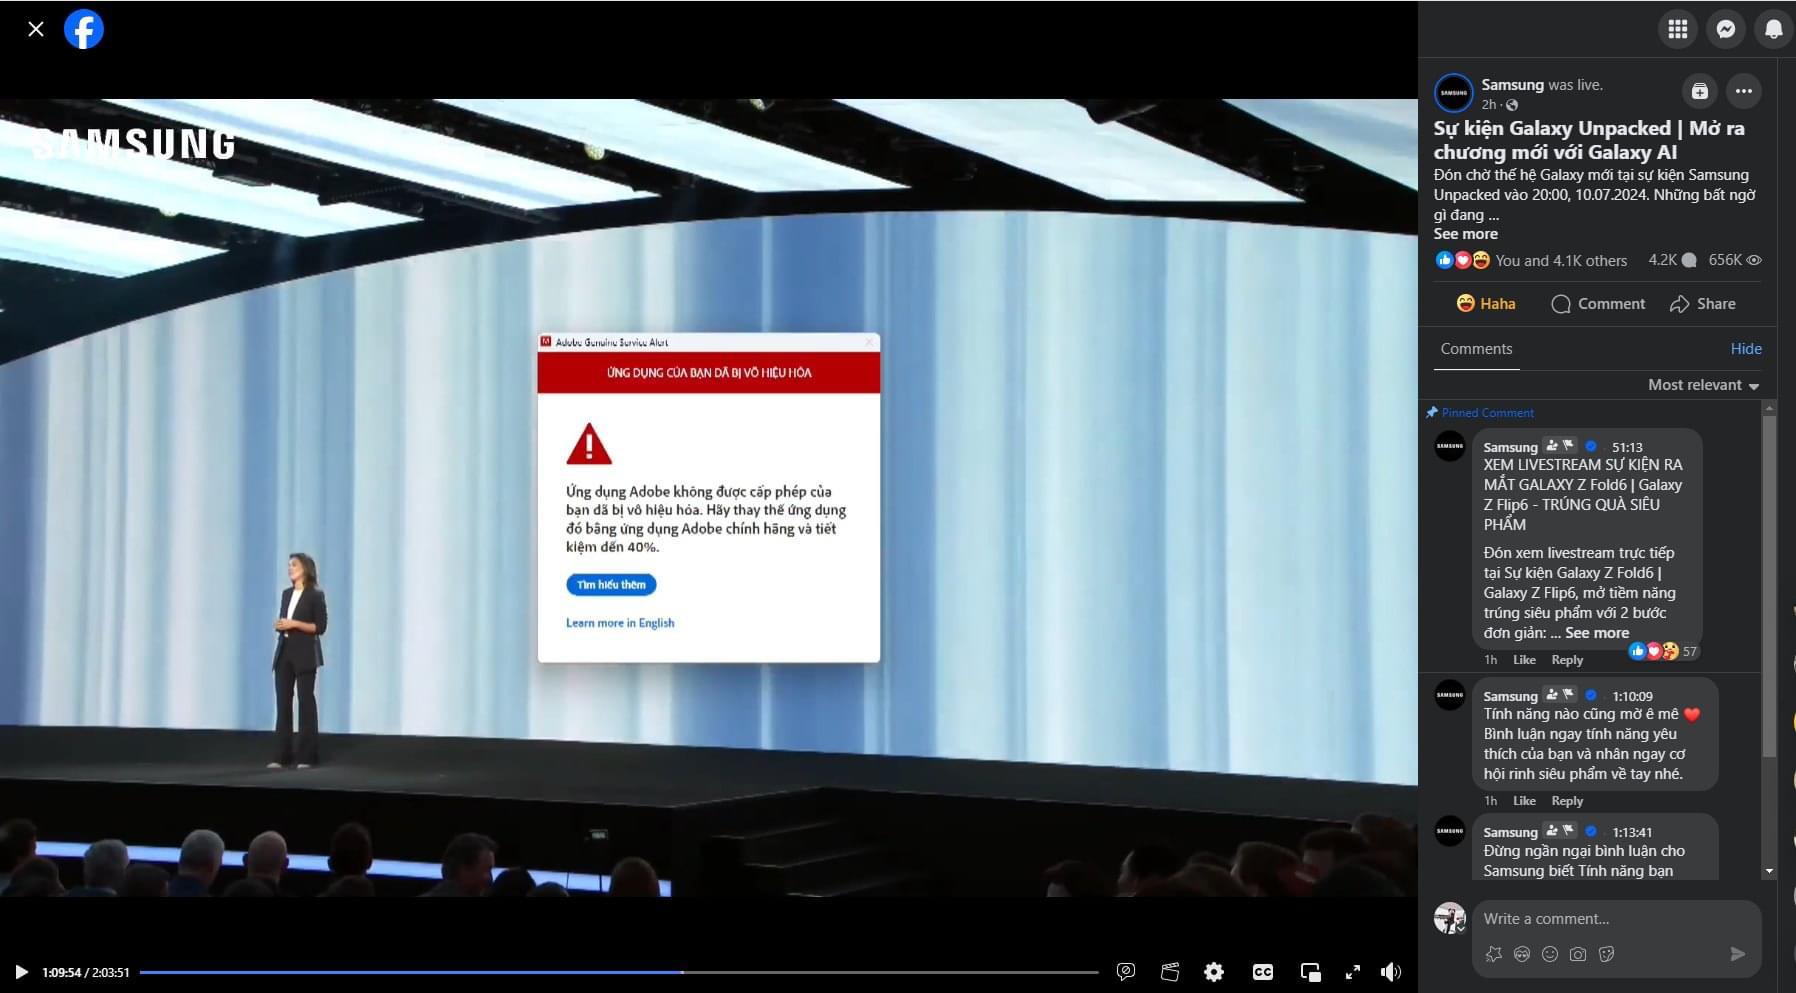 SAMSUNG
Adobe Genuine Service Alert
ỨNG DỤNG CỦA BẠN ĐÃ BỊ VÔ HIỆU HÓA
Ứng dụng Adobe không được cấp phép của
bạn đã bị vô hiệu hóa. Hãy thay thế ứng dụng
đó bằng ứng dụng Adobe chính hãng và tiết
kiệm đến 40%.
Tìm hiểu thêm
Learn more in English
1:09:54 / 2:03:51
CC
Samsung was live.
2h ·
Sự kiện Galaxy Unpacked | Mở ra
chương mới với Galaxy AI
Đón chờ thế hệ Galaxy mới tại sự kiện Samsung
Unpacked vào 20:00, 10.07.2024. Những bất ngờ
gì đang ...
See more
You and 4.1K others 4.2K 656K
Haha Comment Share
Comments Hide
Most relevant
Pinned Comment
Samsung · 51:13
XEM LIVESTREAM SỰ KIỆN RA
MẮT GALAXY Z Fold6 | Galaxy
Z Flip6 - TRÚNG QUÀ SIÊU
PHẨM
Đón xem livestream trực tiếp
tại Sự kiện Galaxy Z Fold6 |
Galaxy Z Flip6, mở tiềm năng
trúng siêu phẩm với 2 bước
đơn giản: ... See more
57
1h Like Reply
Samsung · 1:10:09
Tính năng nào cũng mờ ê mê ❤️
Bình luận ngay tính năng yêu
thích của bạn và nhân ngay cơ
hội rinh siêu phẩm về tay nhé.
1h Like Reply
Samsung · 1:13:41
Đừng ngần ngại bình luận cho
Samsung biết Tính năng bạn
Write a comment...